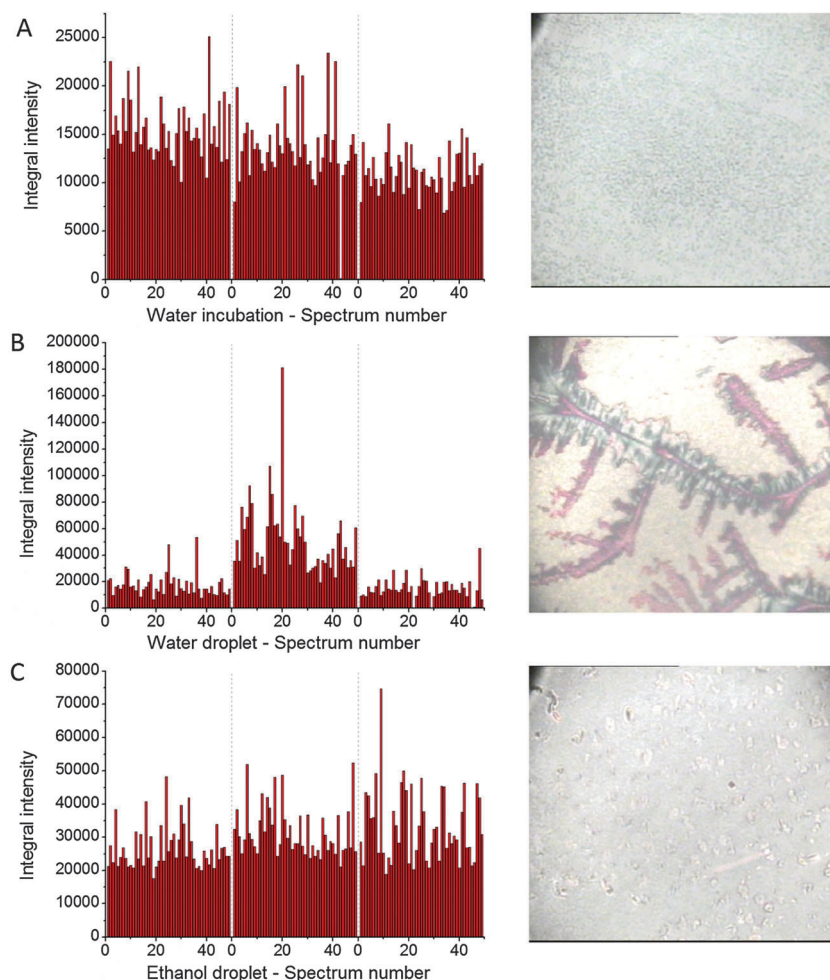 A
Integral intensity
25000
20000
15000
10000
5000
0
0 20 40 0 20 40 0 20 40
Water incubation - Spectrum number
B
Integral intensity
200000
180000
160000
140000
120000
100000
80000
60000
40000
20000
0
0 20 40 0 20 40 0 20 40
Water droplet - Spectrum number
C
Integral intensity
80000
70000
60000
50000
40000
30000
20000
10000
0
0 20 40 0 20 40 0 20 40
Ethanol droplet - Spectrum number